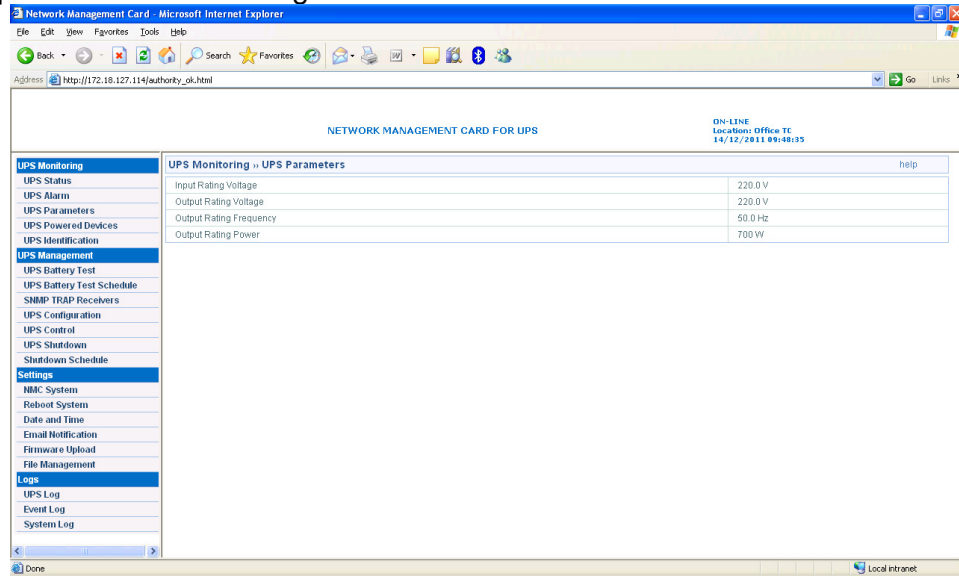 Network Management Card - Microsoft Internet Explorer
File Edit View Favorites Tools Help
Back Search Favorites
Address http://172.18.127.114/authority_ok.html Go Links
NETWORK MANAGEMENT CARD FOR UPS
ON-LINE
Location: Office TC
14/12/2011 09:48:35
UPS Monitoring
UPS Status
UPS Alarm
UPS Parameters
UPS Powered Devices
UPS Identification
UPS Management
UPS Battery Test
UPS Battery Test Schedule
SNMP TRAP Receivers
UPS Configuration
UPS Control
UPS Shutdown
Shutdown Schedule
Settings
NMC System
Reboot System
Date and Time
Email Notification
Firmware Upload
File Management
Logs
UPS Log
Event Log
System Log
UPS Monitoring » UPS Parameters help
Input Rating Voltage 220.0 V
Output Rating Voltage 220.0 V
Output Rating Frequency 50.0 Hz
Output Rating Power 700 W
Done Local intranet